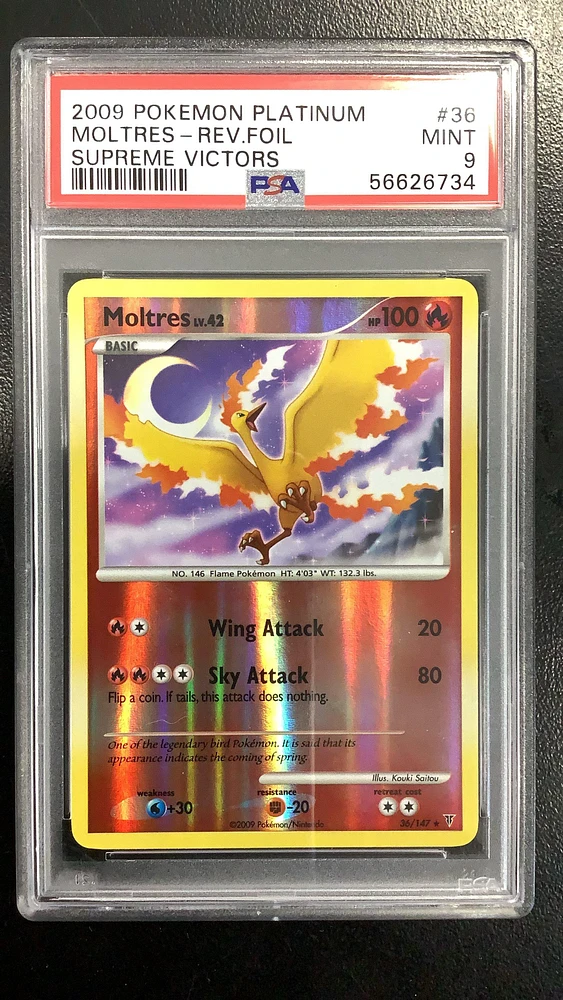 2009 POKEMON PLATINUM #36
MOLTRES - REV.FOIL MINT
SUPREME VICTORS 9
PSA 56626734
Moltres LV.42 HP 100
BASIC
NO. 146 Flame Pokémon HT: 4'03" WT: 132.3 lbs.
Wing Attack 20
Sky Attack 80
Flip a coin. If tails, this attack does nothing.
One of the legendary bird Pokémon. It is said that its
appearance indicates the coming of spring.
Illus. Kouki Saitou
weakness resistance retreat cost
+30 -20
©2009 Pokémon/Nintendo 36/147
PSA